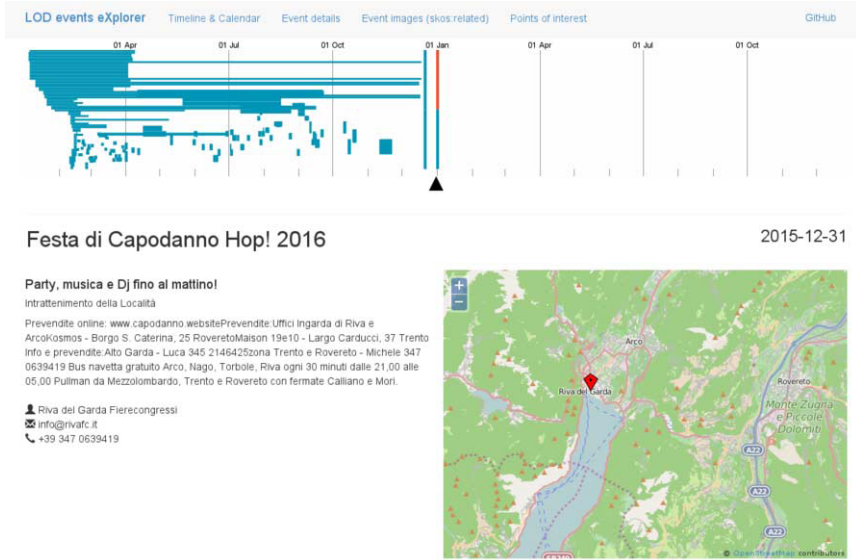 LOD events eXplorer Timeline & Calendar Event details Event images (skos:related) Points of interest GitHub
01 Apr 01 Jul 01 Oct 01 Jan 01 Apr 01 Jul 01 Oct
Festa di Capodanno Hop! 2016
2015-12-31
Party, musica e Dj fino al mattino!
Intrattenimento della Località
Prevendite online: www.capodanno.websitePrevendite:Uffici Ingarda di Riva e
ArcoKosmos - Borgo S. Caterina, 25 RoveretoMaison 19e10 - Largo Carducci, 37 Trento
Info e prevendite:Alto Garda - Luca 345 2146425zona Trento e Rovereto - Michele 347
0639419 Bus navetta gratuito Arco, Nago, Torbole, Riva ogni 30 minuti dalle 21,00 alle
05,00 Pullman da Mezzolombardo, Trento e Rovereto con fermate Calliano e Mori.
Riva del Garda Fierecongressi
info@rivafc.it
+39 347 0639419
+
−
Arco
Riva del Garda
Rovereto
Monte Zugna
e Piccole
Dolomiti
A22
A22
A22
© OpenStreetMap contributors